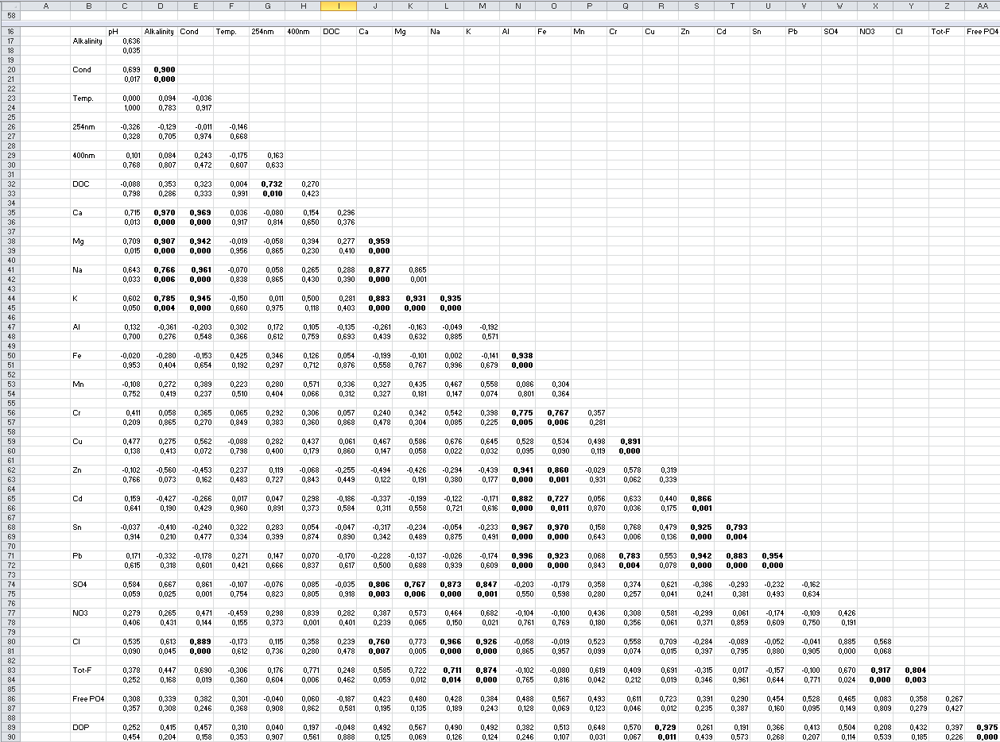 A B C D E F G H I J K L M N O P Q R S T U V W X Y Z AA
58
16 pH Alkalinity Cond Temp. 254nm 400nm DOC Ca Mg Na K Al Fe Mn Cr Cu Zn Cd Sn Pb SO4 NO3 Cl Tot-F Free PO4
17 Alkalinity 0,636
18 0,035
19
20 Cond 0,699 0,900
21 0,017 0,000
22
23 Temp. 0,000 0,094 -0,036
24 1,000 0,783 0,917
25
26 254nm -0,326 -0,129 -0,011 -0,146
27 0,328 0,705 0,974 0,668
28
29 400nm 0,101 0,084 0,243 -0,175 0,163
30 0,768 0,807 0,472 0,607 0,633
31
32 DOC -0,088 0,353 0,323 0,004 0,732 0,270
33 0,798 0,286 0,333 0,991 0,010 0,423
34
35 Ca 0,715 0,970 0,969 0,036 -0,080 0,154 0,296
36 0,013 0,000 0,000 0,917 0,814 0,650 0,376
37
38 Mg 0,709 0,907 0,942 -0,019 -0,058 0,394 0,277 0,959
39 0,015 0,000 0,000 0,956 0,865 0,230 0,410 0,000
40
41 Na 0,643 0,766 0,961 -0,070 0,058 0,265 0,288 0,877 0,865
42 0,033 0,006 0,000 0,838 0,865 0,430 0,390 0,000 0,001
43
44 K 0,602 0,785 0,945 -0,150 0,011 0,500 0,281 0,883 0,931 0,935
45 0,050 0,004 0,000 0,660 0,975 0,118 0,403 0,000 0,000 0,000
46
47 Al 0,132 -0,361 -0,203 0,302 0,172 0,105 -0,135 -0,261 -0,163 -0,049 -0,192
48 0,700 0,276 0,548 0,366 0,612 0,759 0,693 0,439 0,632 0,885 0,571
49
50 Fe -0,020 -0,280 -0,153 0,425 0,346 0,126 0,054 -0,199 -0,101 0,002 -0,141 0,938
51 0,953 0,404 0,654 0,192 0,297 0,712 0,876 0,558 0,767 0,996 0,679 0,000
52
53 Mn -0,108 0,272 0,389 0,223 0,280 0,571 0,336 0,327 0,435 0,467 0,558 0,086 0,304
54 0,752 0,419 0,237 0,510 0,404 0,066 0,312 0,327 0,181 0,147 0,074 0,801 0,364
55
56 Cr 0,411 0,058 0,365 0,065 0,292 0,306 0,057 0,240 0,342 0,542 0,398 0,775 0,767 0,357
57 0,209 0,865 0,270 0,849 0,383 0,360 0,868 0,478 0,304 0,085 0,225 0,005 0,006 0,281
58
59 Cu 0,477 0,275 0,562 -0,088 0,282 0,437 0,061 0,467 0,586 0,676 0,645 0,528 0,534 0,498 0,891
60 0,138 0,413 0,072 0,798 0,400 0,179 0,860 0,147 0,058 0,022 0,032 0,095 0,090 0,119 0,000
61
62 Zn -0,102 -0,560 -0,453 0,237 0,119 -0,068 -0,255 -0,494 -0,426 -0,294 -0,439 0,941 0,860 -0,029 0,578 0,319
63 0,766 0,073 0,162 0,483 0,727 0,843 0,449 0,122 0,191 0,380 0,177 0,000 0,001 0,931 0,062 0,339
64
65 Cd 0,159 -0,427 -0,266 0,017 0,047 0,298 -0,186 -0,337 -0,199 -0,122 -0,171 0,882 0,727 0,056 0,633 0,440 0,866
66 0,641 0,190 0,429 0,960 0,891 0,373 0,584 0,311 0,558 0,721 0,616 0,000 0,011 0,870 0,036 0,175 0,001
67
68 Sn -0,037 -0,410 -0,240 0,322 0,283 0,054 -0,047 -0,317 -0,234 -0,054 -0,233 0,967 0,970 0,158 0,768 0,479 0,925 0,793
69 0,914 0,210 0,477 0,334 0,399 0,874 0,890 0,342 0,489 0,875 0,491 0,000 0,000 0,643 0,006 0,136 0,000 0,004
70
71 Pb 0,171 -0,332 -0,178 0,271 0,147 0,070 -0,170 -0,228 -0,137 -0,026 -0,174 0,996 0,923 0,068 0,783 0,553 0,942 0,883 0,954
72 0,615 0,318 0,601 0,421 0,666 0,837 0,617 0,500 0,688 0,939 0,609 0,000 0,000 0,843 0,004 0,078 0,000 0,000 0,000
73
74 SO4 0,584 0,667 0,861 -0,107 -0,076 0,085 -0,035 0,806 0,767 0,873 0,847 -0,203 -0,179 0,358 0,374 0,621 -0,386 -0,293 -0,232 -0,162
75 0,059 0,025 0,001 0,754 0,823 0,805 0,918 0,003 0,006 0,000 0,001 0,550 0,598 0,280 0,257 0,041 0,241 0,381 0,493 0,634
76
77 NO3 0,279 0,265 0,471 -0,459 0,298 0,839 0,282 0,387 0,573 0,464 0,682 -0,104 -0,100 0,436 0,308 0,581 -0,299 0,061 -0,174 -0,109 0,426
78 0,406 0,431 0,144 0,155 0,373 0,001 0,401 0,239 0,065 0,150 0,021 0,761 0,769 0,180 0,356 0,061 0,371 0,859 0,609 0,750 0,191
79
80 Cl 0,535 0,613 0,889 -0,173 0,115 0,358 0,239 0,760 0,773 0,966 0,926 -0,058 -0,019 0,523 0,558 0,709 -0,284 -0,089 -0,052 -0,041 0,885 0,568
81 0,090 0,045 0,000 0,612 0,736 0,280 0,478 0,007 0,005 0,000 0,000 0,865 0,957 0,099 0,074 0,015 0,397 0,795 0,880 0,905 0,000 0,068
82
83 Tot-F 0,378 0,447 0,690 -0,306 0,176 0,771 0,248 0,585 0,722 0,711 0,874 -0,102 -0,080 0,619 0,409 0,691 -0,315 0,017 -0,157 -0,100 0,670 0,917 0,804
84 0,252 0,168 0,019 0,360 0,604 0,006 0,462 0,059 0,012 0,014 0,000 0,765 0,816 0,042 0,212 0,019 0,346 0,961 0,644 0,771 0,024 0,000 0,003
85
86 Free PO4 0,308 0,339 0,382 0,301 -0,040 0,060 -0,187 0,423 0,480 0,428 0,384 0,488 0,567 0,493 0,611 0,723 0,391 0,290 0,454 0,528 0,465 0,083 0,358 0,267
87 0,357 0,308 0,246 0,368 0,908 0,862 0,581 0,195 0,135 0,189 0,243 0,128 0,069 0,123 0,046 0,012 0,235 0,387 0,160 0,095 0,149 0,809 0,279 0,427
88
89 DOP 0,252 0,415 0,457 0,310 0,040 0,197 -0,048 0,492 0,567 0,490 0,492 0,382 0,513 0,648 0,570 0,729 0,261 0,191 0,366 0,413 0,504 0,208 0,432 0,397 0,975
90 0,454 0,204 0,158 0,353 0,907 0,561 0,888 0,125 0,069 0,126 0,124 0,246 0,107 0,031 0,067 0,011 0,439 0,573 0,268 0,207 0,114 0,539 0,185 0,226 0,000